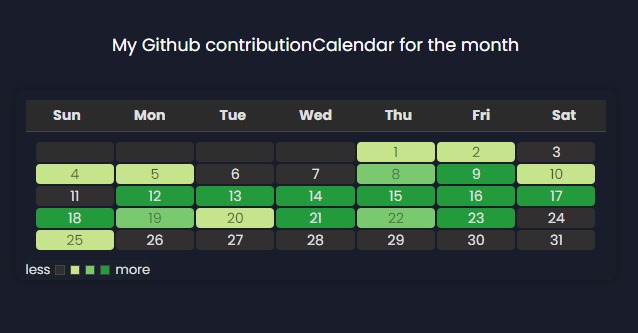 My Github contributionCalendar for the month
Sun Mon Tue Wed Thu Fri Sat
1 2 3
4 5 6 7 8 9 10
11 12 13 14 15 16 17
18 19 20 21 22 23 24
25 26 27 28 29 30 31
less more